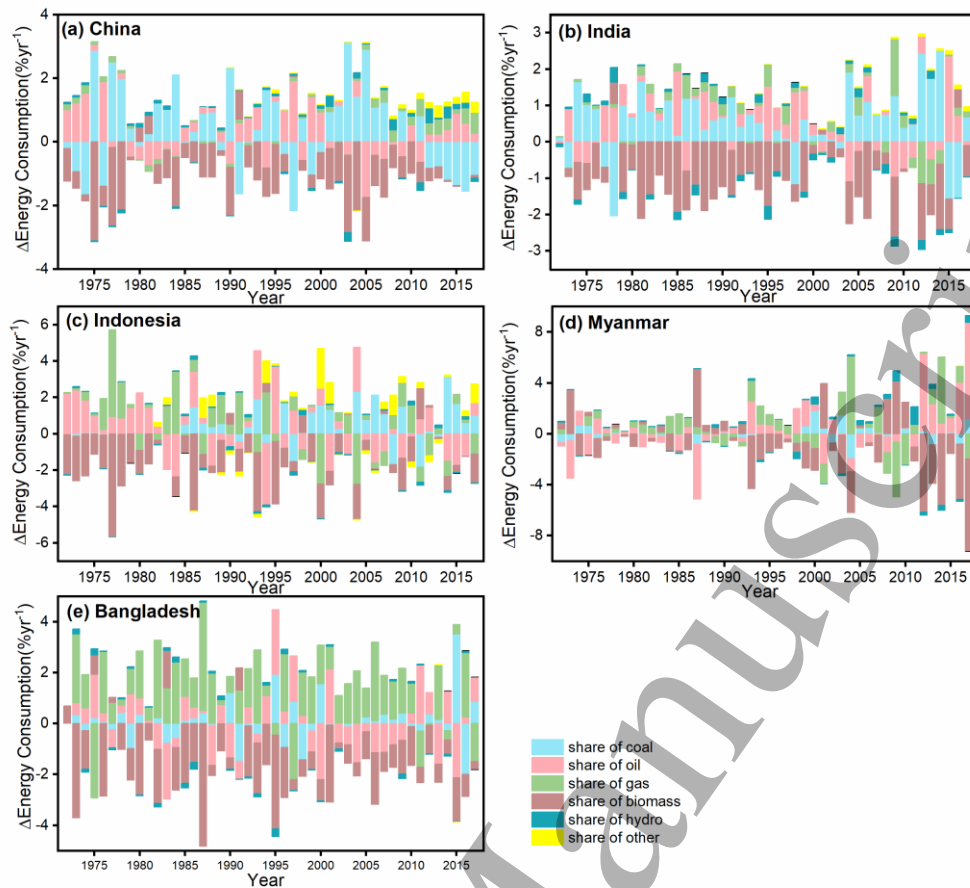 (a) China
(b) India
ΔEnergy Consumption(%yr⁻¹)
4
2
0
-2
-4
1975 1980 1985 1990 1995 2000 2005 2010 2015
Year
ΔEnergy Consumption(%yr⁻¹)
3
2
1
0
-1
-2
-3
1975 1980 1985 1990 1995 2000 2005 2010 2015
Year
(c) Indonesia
(d) Myanmar
ΔEnergy Consumption(%yr⁻¹)
6
4
2
0
-2
-4
-6
1975 1980 1985 1990 1995 2000 2005 2010 2015
Year
ΔEnergy Consumption(%yr⁻¹)
8
4
0
-4
-8
1975 1980 1985 1990 1995 2000 2005 2010 2015
Year
(e) Bangladesh
ΔEnergy Consumption(%yr⁻¹)
4
2
0
-2
-4
1975 1980 1985 1990 1995 2000 2005 2010 2015
Year
share of coal
share of oil
share of gas
share of biomass
share of hydro
share of other